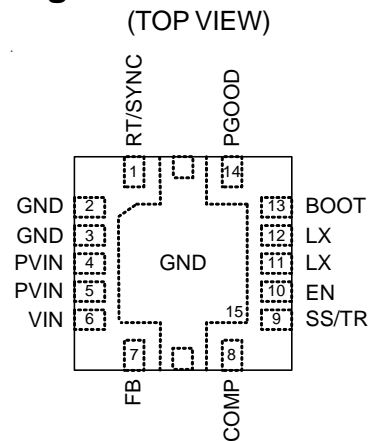 (TOP VIEW)
RT/SYNC
PGOOD
1
14
GND 2
13 BOOT
GND 3
12 LX
PVIN 4
GND
11 LX
PVIN 5
10 EN
VIN 6
15
9 SS/TR
7
8
FB
COMP